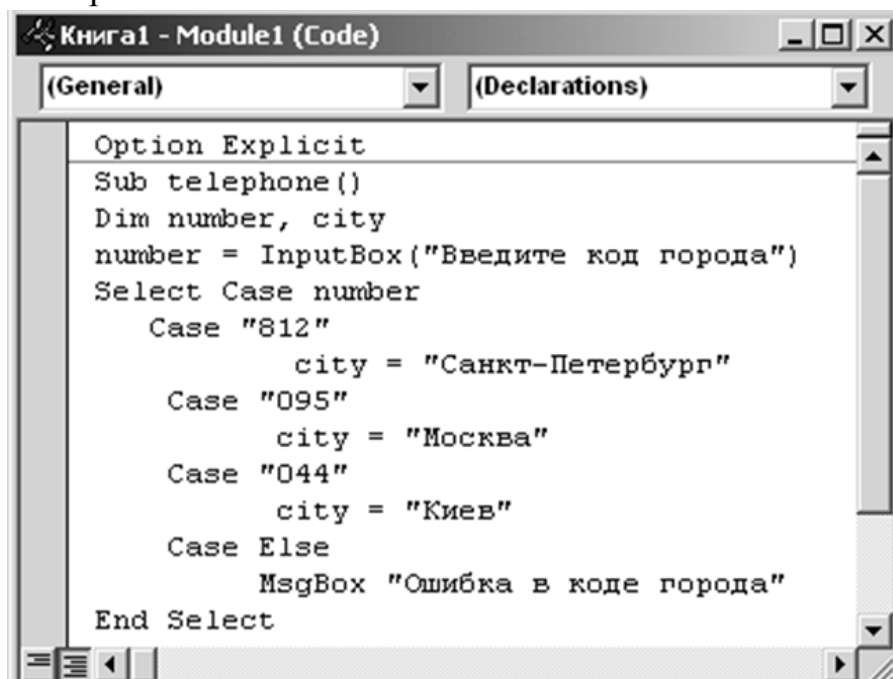 Книга1 - Module1 (Code)
(General) (Declarations)
Option Explicit
Sub telephone()
Dim number, city
number = InputBox("Введите код города")
Select Case number
Case "812"
city = "Санкт-Петербург"
Case "095"
city = "Москва"
Case "044"
city = "Киев"
Case Else
MsgBox "Ошибка в коде города"
End Select